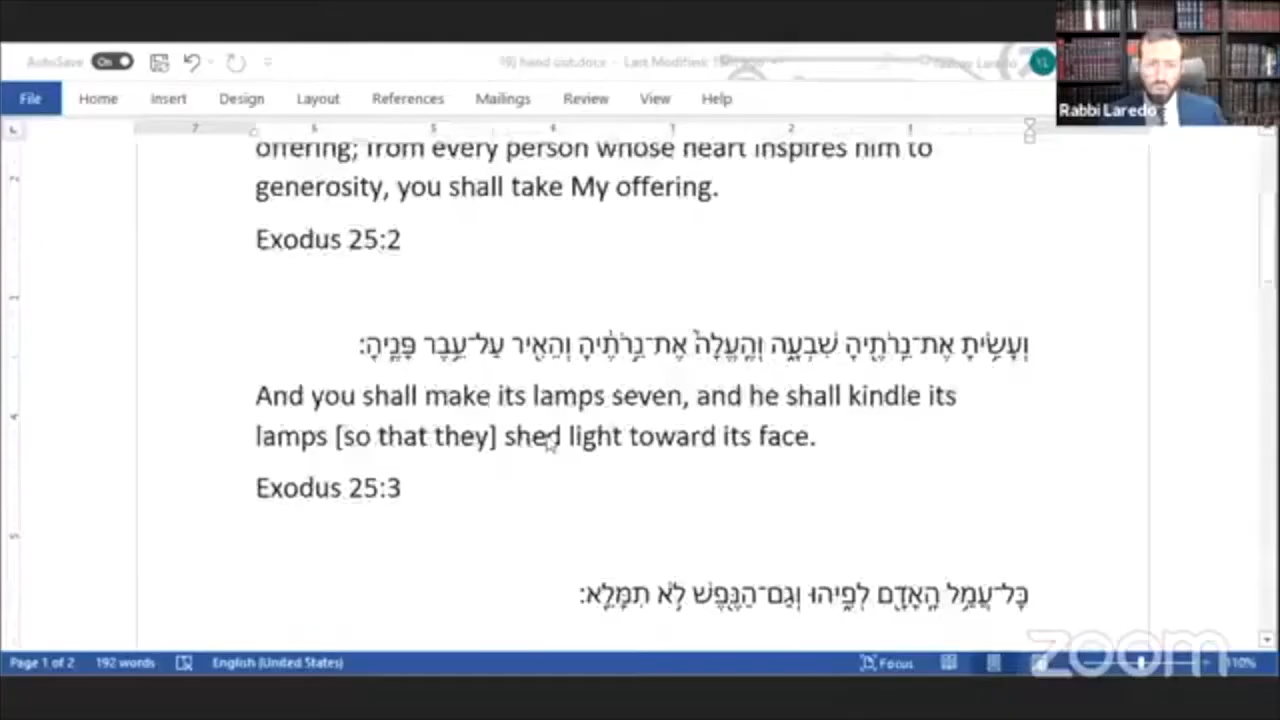 AutoSave On
Rabbi Laredo
File Home Insert Design Layout References Mailings Review View Help
offering; from every person whose heart inspires him to
generosity, you shall take My offering.
Exodus 25:2
וְעָשִׂ֥יתָ אֶת־נֵרֹתֶ֖יהָ שִׁבְעָ֑ה וְהֶֽעֱלָה֙ אֶת־נֵ֣רֹתֶ֔יהָ וְהֵאִ֖יר עַל־עֵ֥בֶר פָּנֶֽיהָ:
And you shall make its lamps seven, and he shall kindle its
lamps [so that they] shed light toward its face.
Exodus 25:3
כָּל־עֲמַ֥ל הָֽאָדָ֖ם לְפִ֑יהוּ וְגַם־הַנֶּ֖פֶשׁ לֹ֥א תִמָּלֵֽא:
Page 1 of 2 192 words English (United States) Focus 110%
zoom